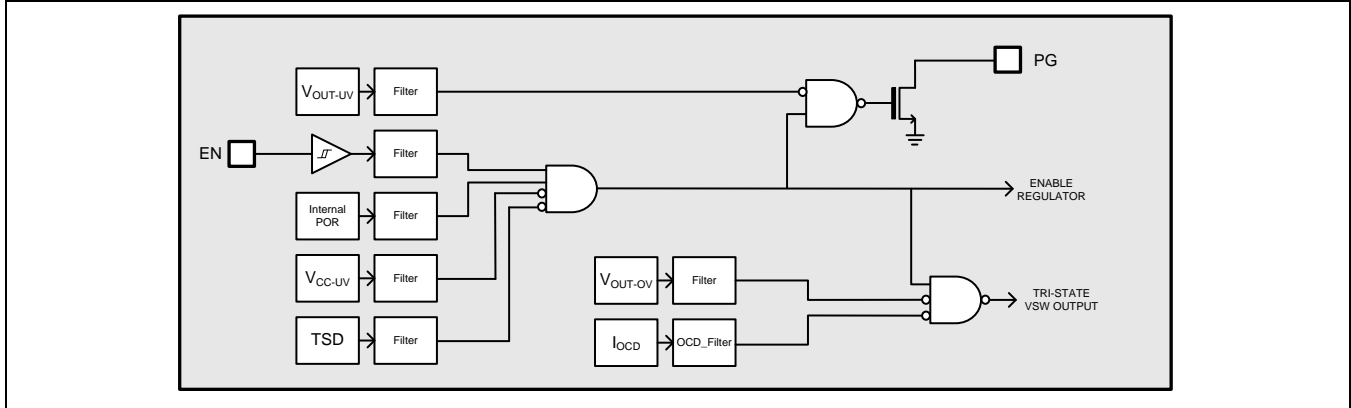 PG
VOUT-UV
Filter
EN
Filter
ENABLE
REGULATOR
Internal
POR
Filter
VCC-UV
Filter
VOUT-OV
Filter
TRI-STATE
VSW OUTPUT
TSD
Filter
IOCD
OCD_Filter